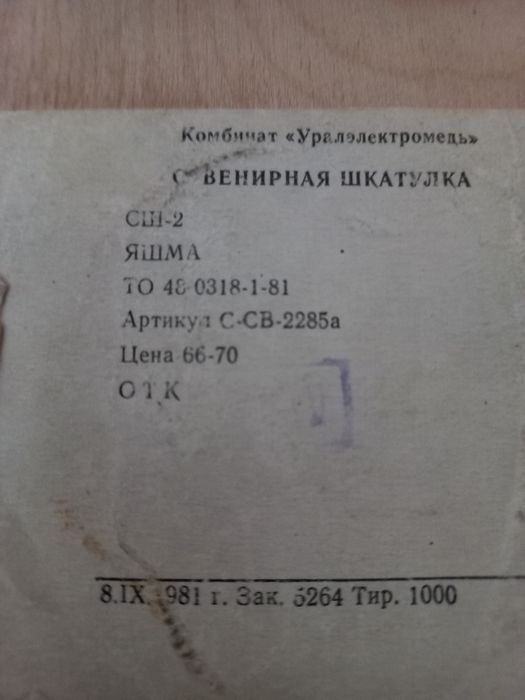 Комбинат «Уралэлектромедь»
СУВЕНИРНАЯ ШКАТУЛКА
СШ-2
ЯШМА
ТО 48-0318-1-81
Артикул С-СВ-2285а
Цена 66-70
ОТК
8.IX.1981 г. Зак. 5264 Тир. 1000